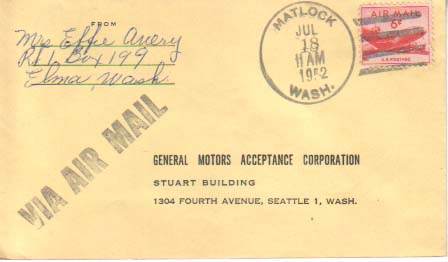 FROM
Mrs Effie Avery
Rt 1 Box 199
Elma, Wash.
MATLOCK
JUL
18
11 AM
1952
WASH.
AIR MAIL
6¢
U.S. POSTAGE
VIA AIR MAIL
GENERAL MOTORS ACCEPTANCE CORPORATION
STUART BUILDING
1304 FOURTH AVENUE, SEATTLE 1, WASH.